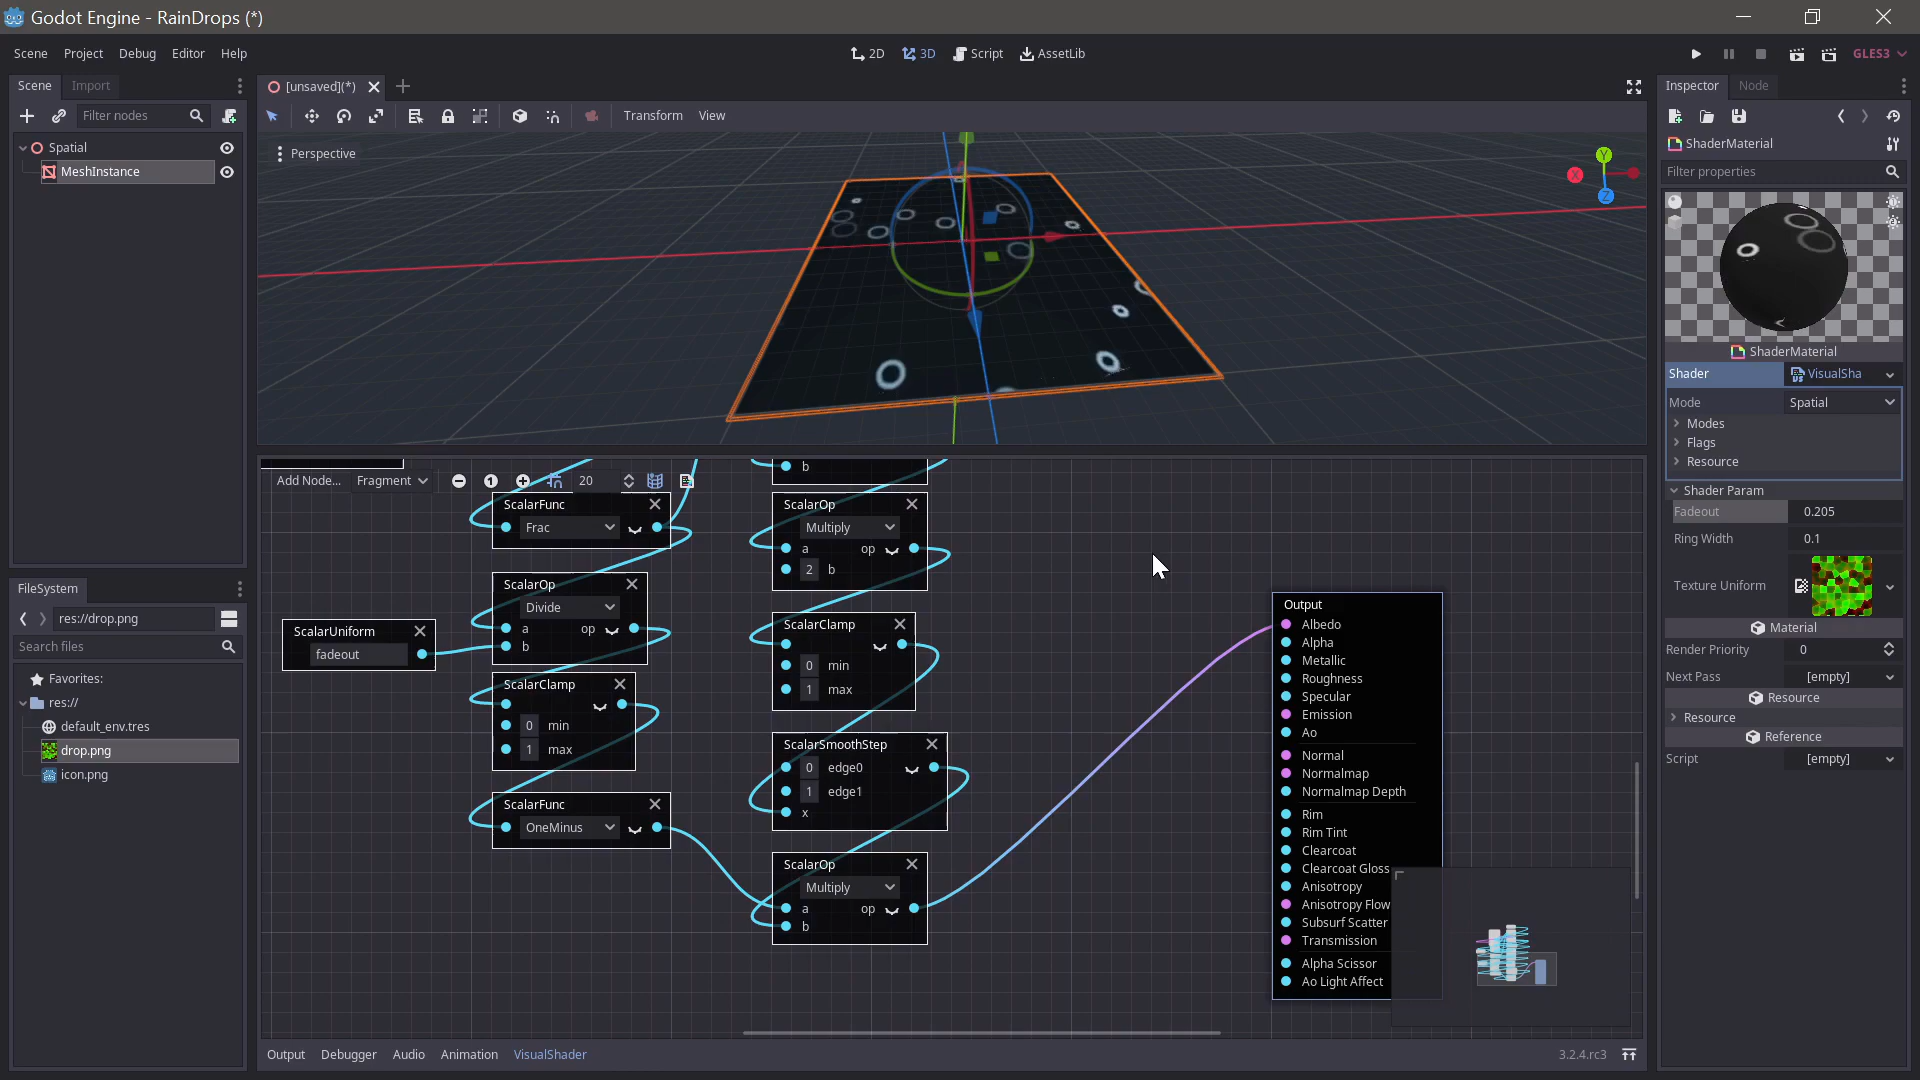 Godot Engine - RainDrops (*)
Scene Project Debug Editor Help
2D 3D Script AssetLib
GLES3
Scene Import
Filter nodes
Spatial
MeshInstance
[unsaved](*)
Transform View
Perspective
Y
X
Z
FileSystem
res://drop.png
Search files
Favorites:
res://
default_env.tres
drop.png
icon.png
Add Node... Fragment 1 20
ScalarFunc
Frac
ScalarOp
Divide
a op
b
ScalarUniform
fadeout
ScalarClamp
0 min
1 max
ScalarFunc
OneMinus
b
ScalarOp
Multiply
a op
2 b
ScalarClamp
0 min
1 max
ScalarSmoothStep
0 edge0
1 edge1
x
ScalarOp
Multiply
a op
b
Output
Albedo
Alpha
Metallic
Roughness
Specular
Emission
Ao
Normal
Normalmap
Normalmap Depth
Rim
Rim Tint
Clearcoat
Clearcoat Gloss
Anisotropy
Anisotropy Flow
Subsurf Scatter
Transmission
Alpha Scissor
Ao Light Affect
Output Debugger Audio Animation VisualShader
3.2.4.rc3
Inspector Node
ShaderMaterial
Filter properties
ShaderMaterial
Shader VisualSha
Mode Spatial
Modes
Flags
Resource
Shader Param
Fadeout 0.205
Ring Width 0.1
Texture Uniform
Material
Render Priority 0
Next Pass [empty]
Resource
Resource
Reference
Script [empty]